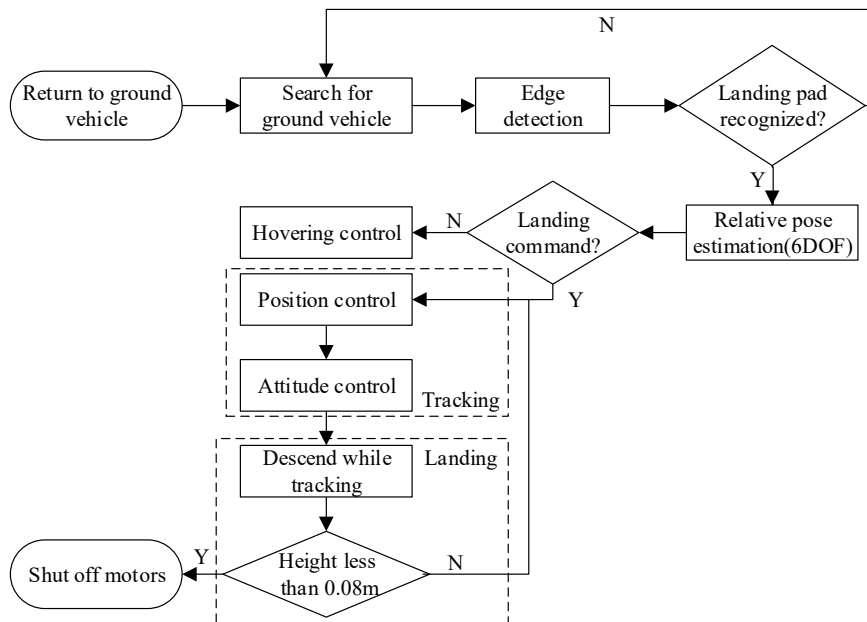 N
Return to ground
vehicle
Search for
ground vehicle
Edge
detection
Landing pad
recognized?
Y
Relative pose
estimation(6DOF)
Landing
command?
N
Hovering control
Y
Position control
Attitude control
Tracking
Descend while
tracking
Landing
Height less
than 0.08m
Y
N
Shut off motors